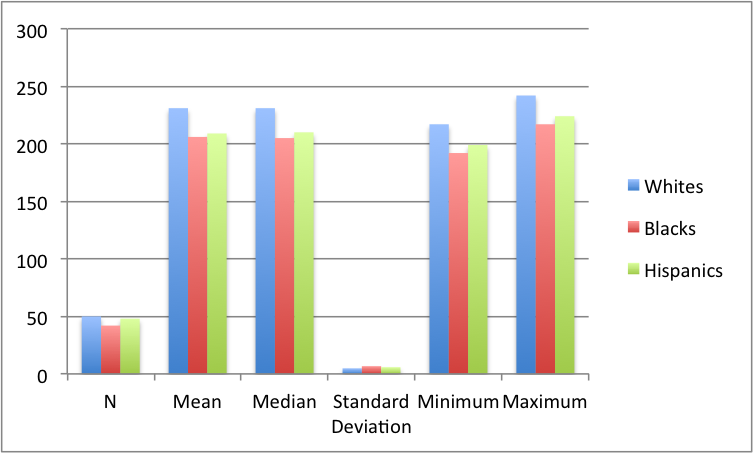 300
250
200
150
100
50
0
N
Mean
Median
Standard
Deviation
Minimum
Maximum
Whites
Blacks
Hispanics